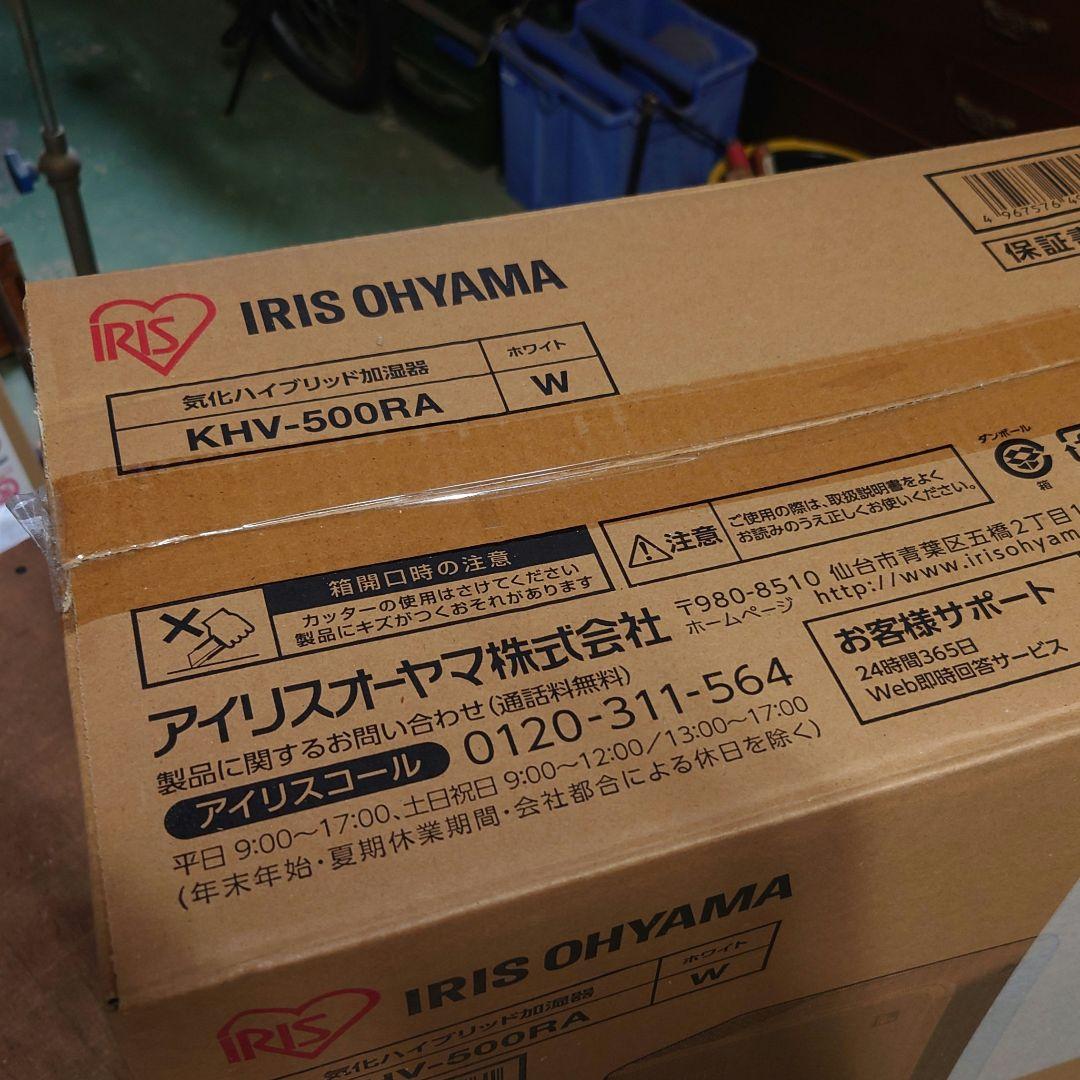 IRIS
IRIS OHYAMA
気化ハイブリッド加湿器
ホワイト
KHV-500RA
W
4 967576 4
保証書
ダンボール
箱
注意
ご使用の際は、取扱説明書をよく
お読みのうえ正しくお使いください。
箱開口時の注意
カッターの使用はさけてください
製品にキズがつくおそれがあります
アイリスオーヤマ株式会社
〒980-8510 仙台市青葉区五橋2丁目1
ホームページ http://www.irisohyam
製品に関するお問い合わせ(通話料無料)
アイリスコール
0120-311-564
平日 9:00～17:00、土日祝日 9:00～12:00/13:00～17:00
(年末年始・夏期休業期間・会社都合による休日を除く)
お客様サポート
24時間365日
Web即時回答サービス
IRIS
IRIS OHYAMA
気化ハイブリッド加湿器
ホワイト
HV-500RA
W